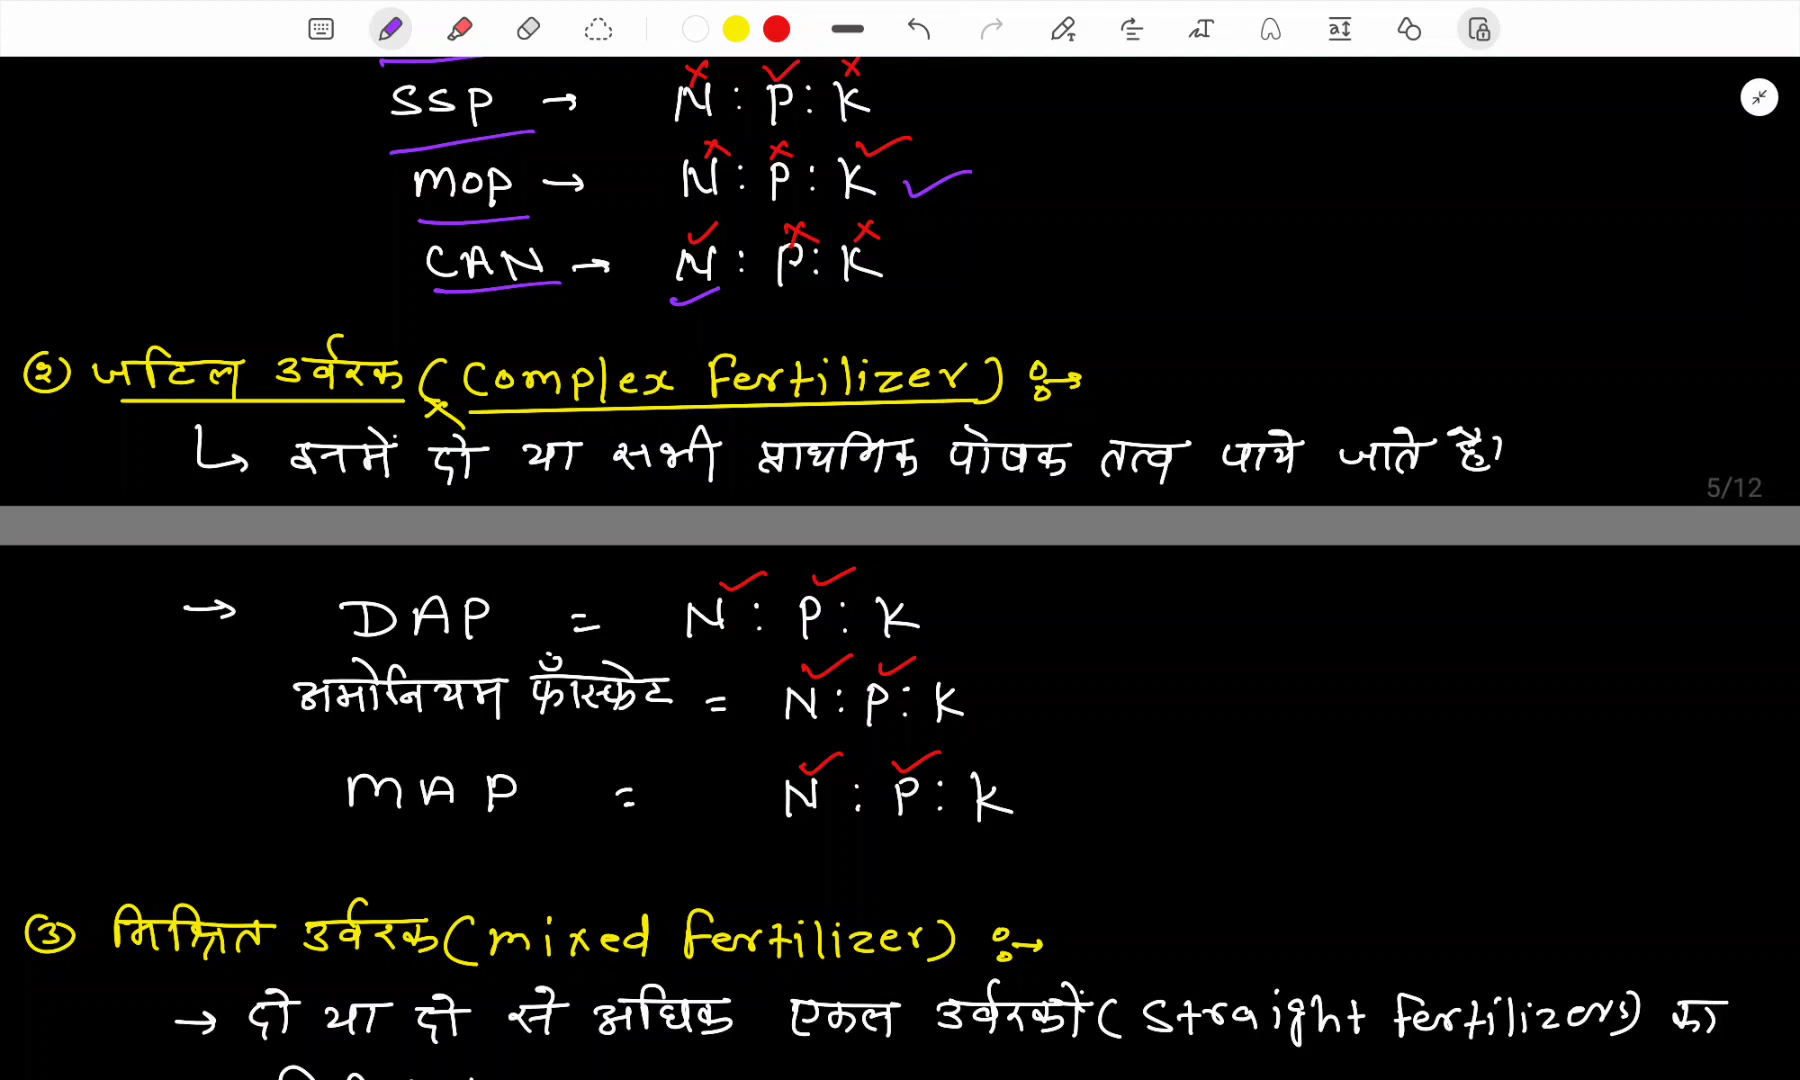 SSP → N : P : K
MOP → N : P : K
CAN → N : P : K
② जटिल उर्वरक (Complex Fertilizer) :→
↳ इनमें दो या सभी प्राथमिक पोषक तत्व पाये जाते है।
5/12
→ DAP = N : P : K
अमोनियम फॉस्फेट = N : P : K
MAP = N : P : K
③ मिश्रित उर्वरक (mixed fertilizer) :→
→ दो या दो से अधिक एकल उर्वरकों (Straight fertilizers) का